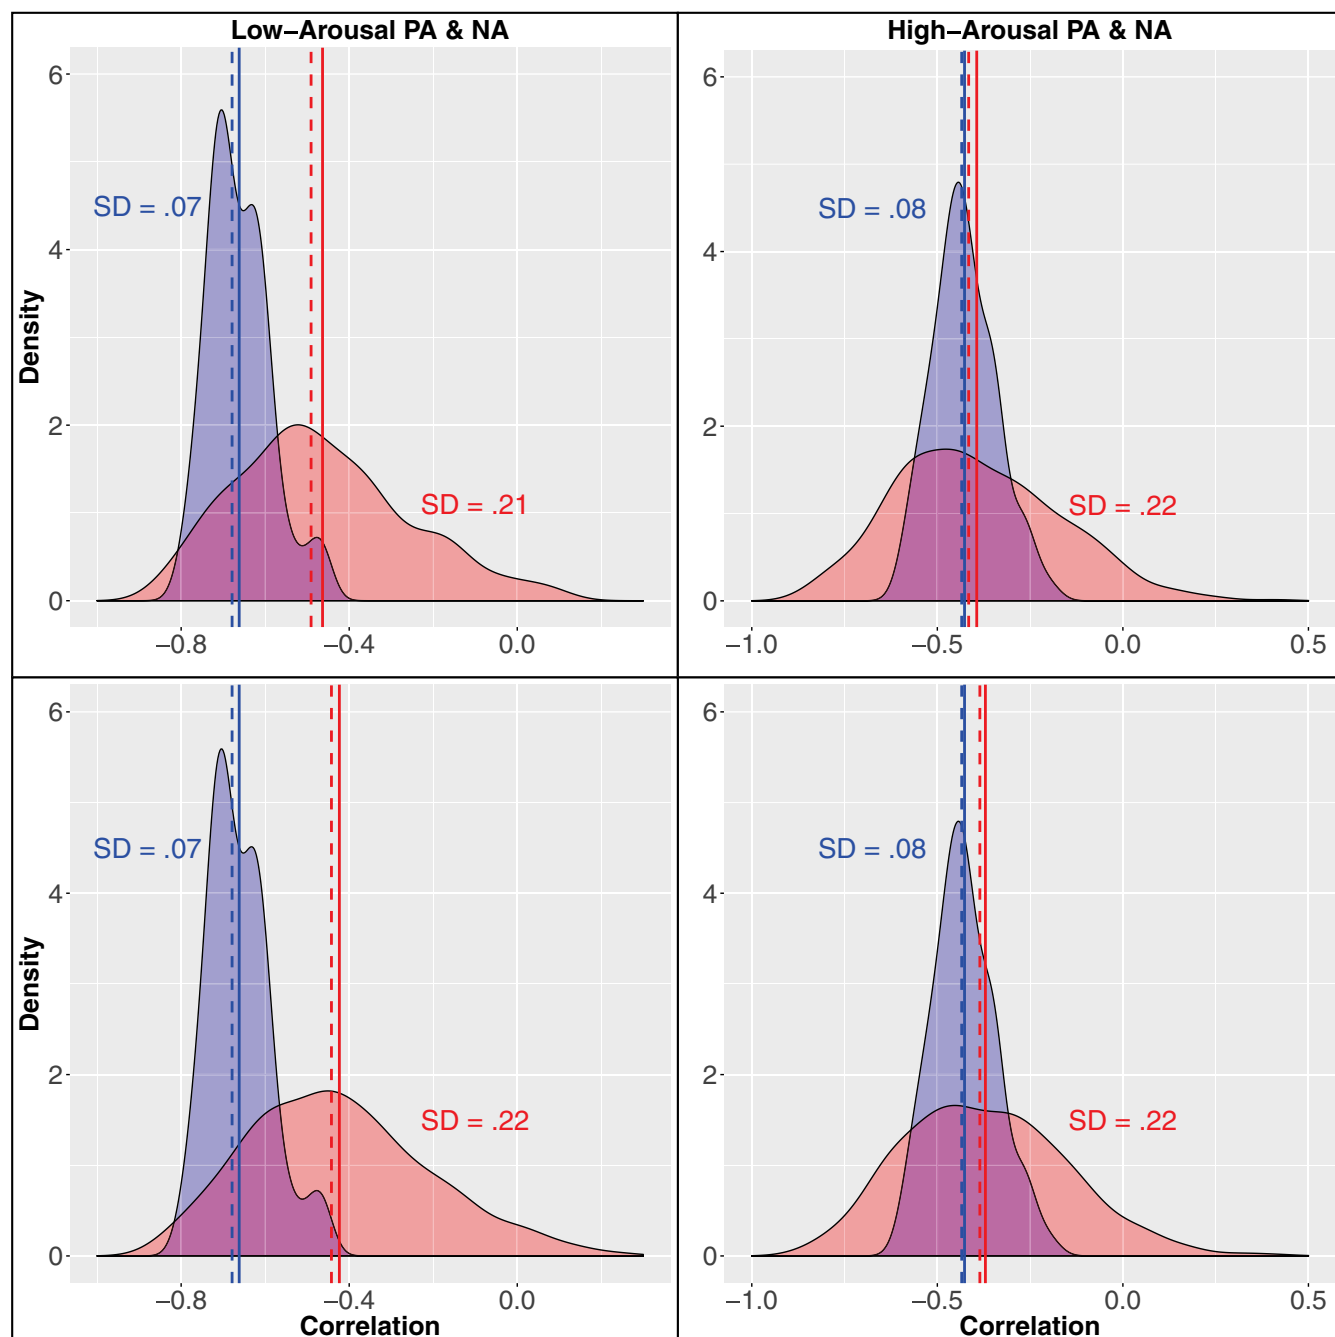 Low–Arousal PA & NA
High–Arousal PA & NA
6
4
2
0
Density
SD = .07
SD = .21
−0.8
−0.4
0.0
6
4
2
0
SD = .08
SD = .22
−1.0
−0.5
0.0
0.5
6
4
2
0
Density
SD = .07
SD = .22
−0.8
−0.4
0.0
Correlation
6
4
2
0
SD = .08
SD = .22
−1.0
−0.5
0.0
0.5
Correlation